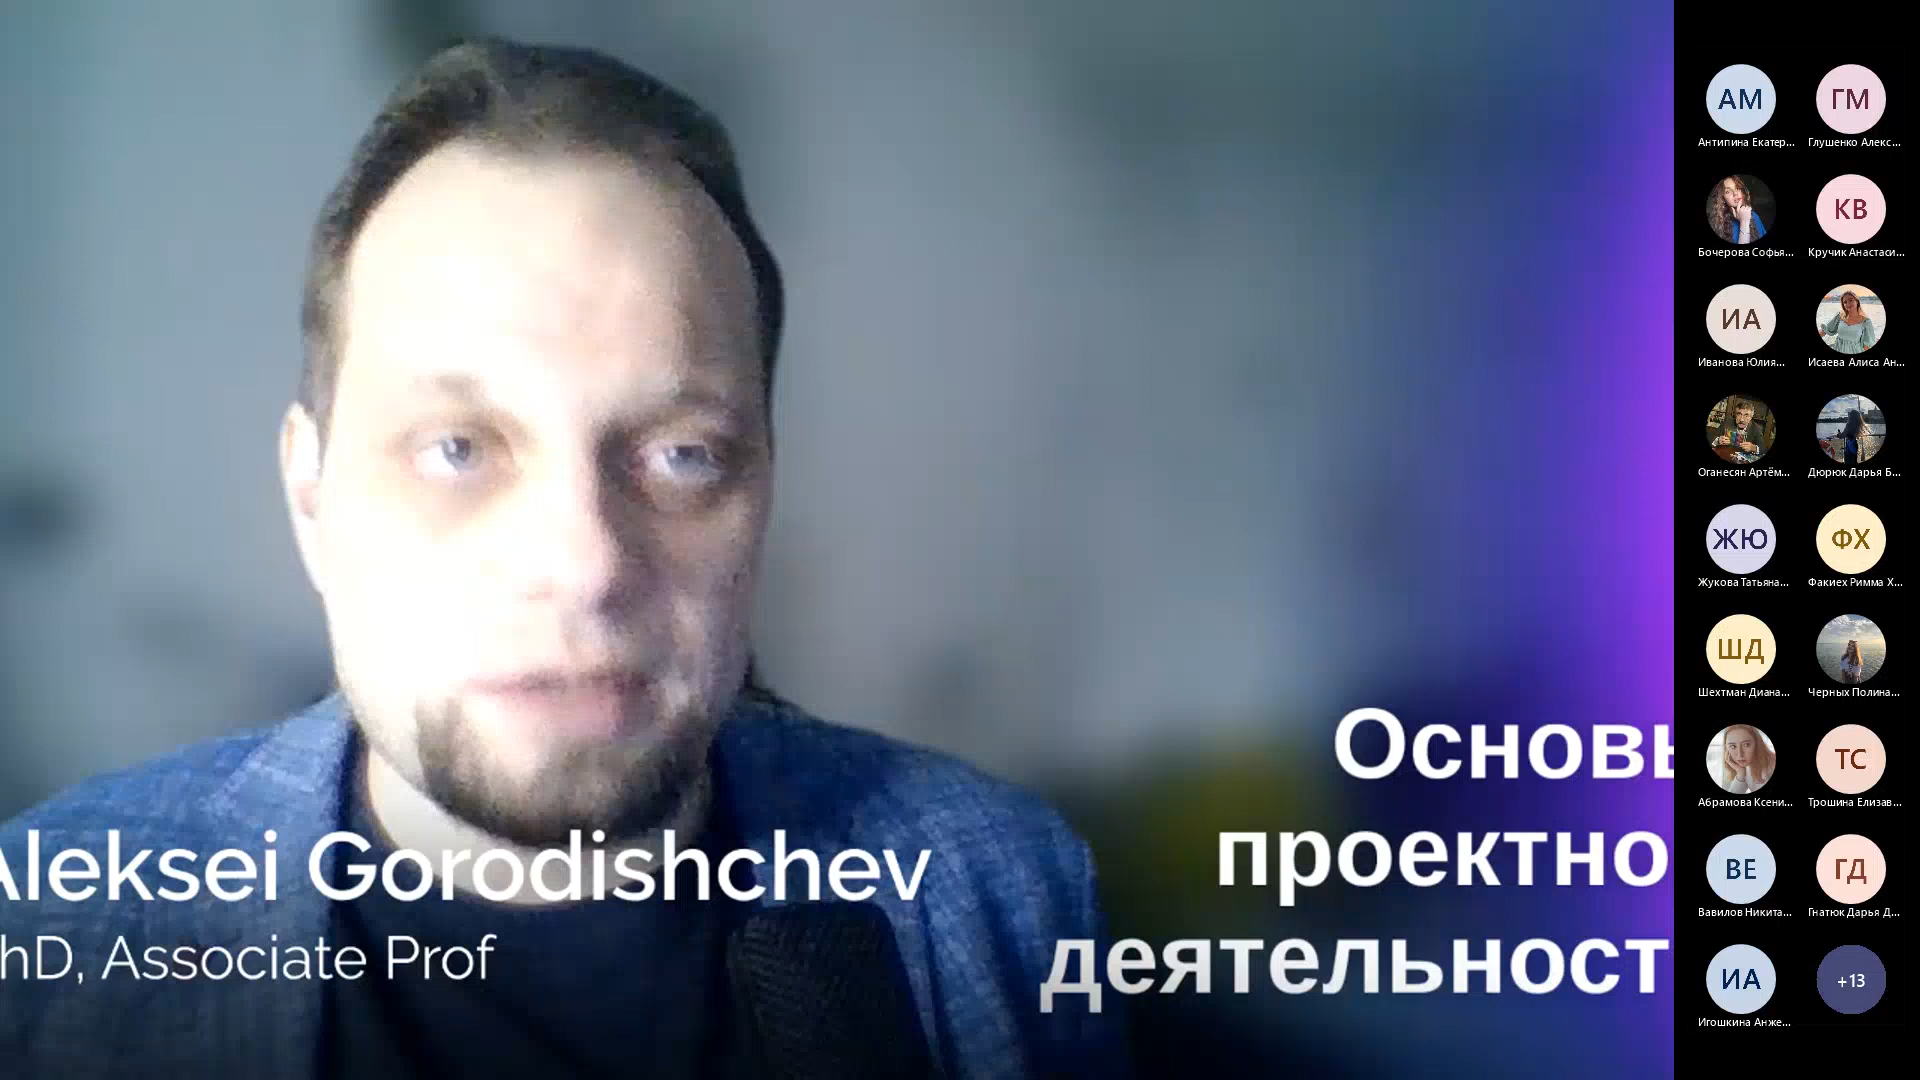 Aleksei Gorodishchev
hD, Associate Prof
Основы
проектно
деятельност
АМ
Антипина Екатер...
ГМ
Глушенко Алекс...
Бочерова Софья...
КВ
Кручик Анастаси...
ИА
Иванова Юлия...
Исаева Алиса Ан...
Оганесян Артём...
Дюрюк Дарья Б...
ЖЮ
Жукова Татьяна...
ФХ
Факиех Римма Х...
ШД
Шехтман Диана...
Черных Полина...
Абрамова Ксени...
ТС
Трошина Елизав...
ВЕ
Вавилов Никита...
ГД
Гнатюк Дарья Д...
ИА
Игошкина Анже...
+13